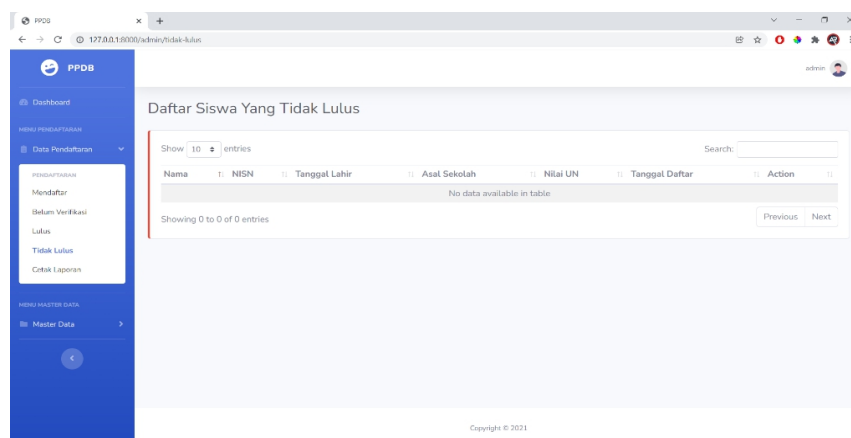 PPDB
127.0.0.1:8000/admin/tidak-lulus
PPDB
admin
Dashboard
MENU PENDAFTARAN
Data Pendaftaran
PENDAFTARAN
Mendaftar
Belum Verifikasi
Lulus
Tidak Lulus
Cetak Laporan
MENU MASTER DATA
Master Data
Daftar Siswa Yang Tidak Lulus
Show 10 entries
Search:
Nama NISN Tanggal Lahir Asal Sekolah Nilai UN Tanggal Daftar Action
No data available in table
Showing 0 to 0 of 0 entries
Previous Next
Copyright © 2021